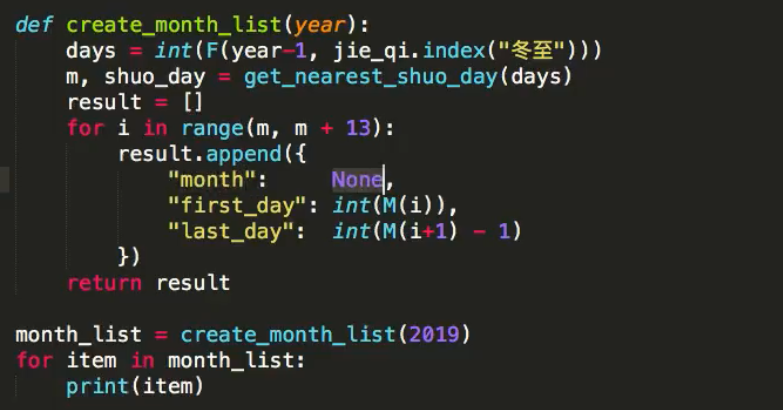 def create_month_list(year):
    days = int(F(year-1, jie_qi.index("冬至")))
    m, shuo_day = get_nearest_shuo_day(days)
    result = []
    for i in range(m, m + 13):
        result.append({
            "month":     None,
            "first_day": int(M(i)),
            "last_day":  int(M(i+1) - 1)
        })
    return result

month_list = create_month_list(2019)
for item in month_list:
    print(item)